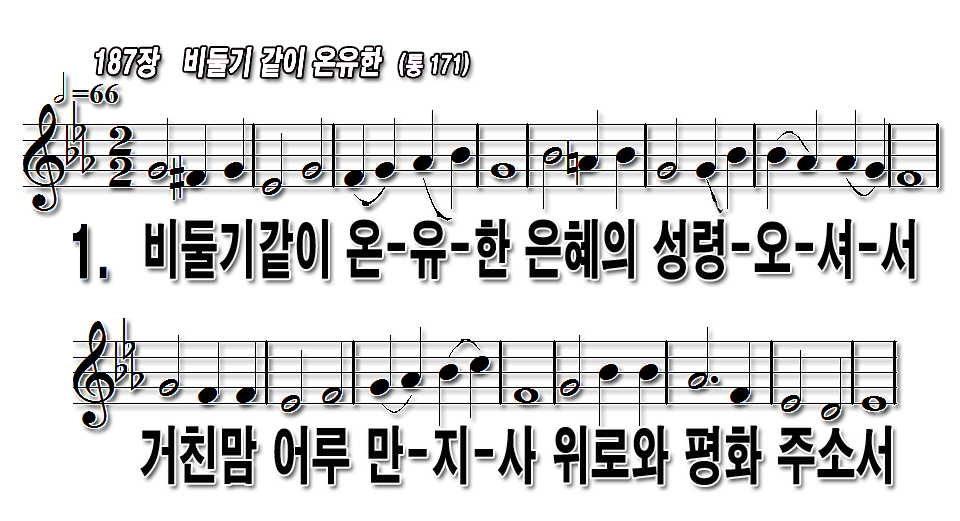 187장 비둘기 같이 온유한 (통 171)
=66
2
2
1. 비둘기같이 온-유-한 은혜의 성령-오-셔-서
거친맘 어루 만-지-사 위로와 평화 주소서